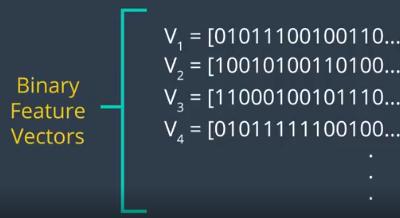 Binary
Feature
Vectors
V1 = [01011100100110...
V2 = [10010100110100...
V3 = [11000100101110...
V4 = [01011111100100...
.
.
.